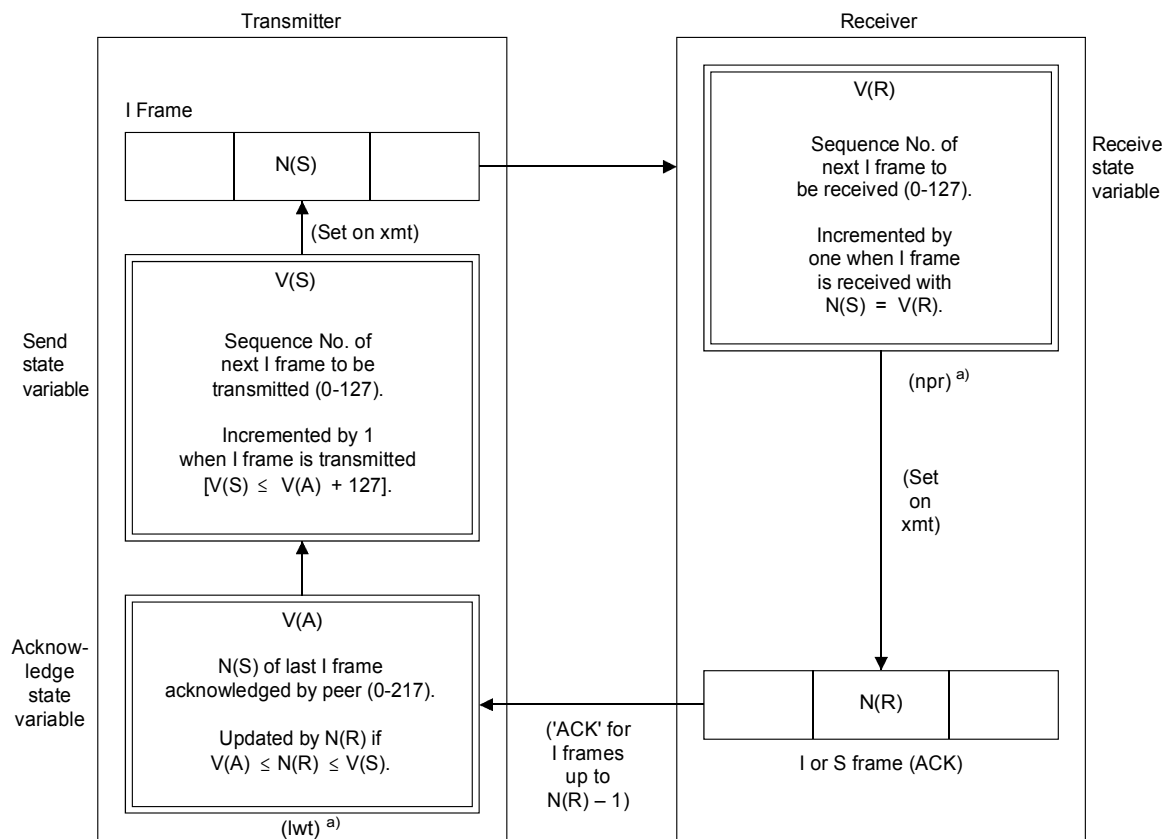 Transmitter
Receiver
I Frame
N(S)
(Set on xmt)
Send
state
variable
V(S)
Sequence No. of
next I frame to be
transmitted (0-127).
Incremented by 1
when I frame is transmitted
[V(S) ≤ V(A) + 127].
Acknow-
ledge
state
variable
V(A)
N(S) of last I frame
acknowledged by peer (0-217).
Updated by N(R) if
V(A) ≤ N(R) ≤ V(S).
(lwt) a)
V(R)
Sequence No. of
next I frame to
be received (0-127).
Incremented by
one when I frame
is received with
N(S) = V(R).
Receive
state
variable
(npr) a)
(Set
on
xmt)
N(R)
I or S frame (ACK)
('ACK' for
I frames
up to
N(R) – 1)